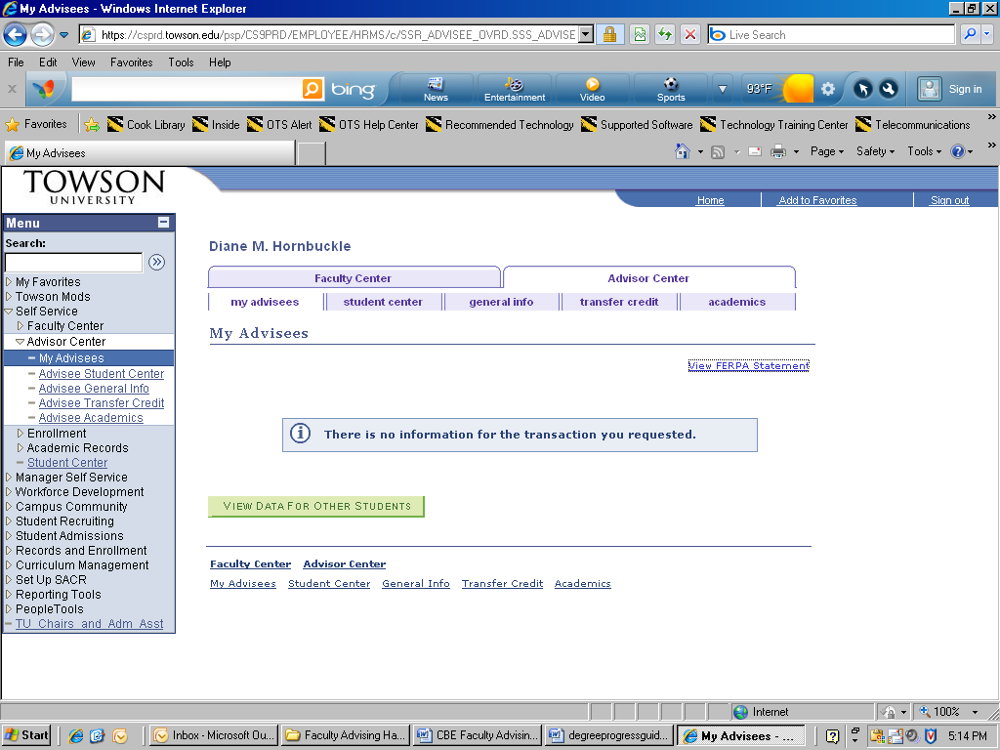 My Advisees - Windows Internet Explorer
https://csprd.towson.edu/psp/CS9PRD/EMPLOYEE/HRMS/c/SSR_ADVISEE_OVRD.SSS_ADVISE
Live Search
File Edit View Favorites Tools Help
bing News Entertainment Video Sports 93°F Sign in
Favorites Cook Library Inside OTS Alert OTS Help Center Recommended Technology Supported Software Technology Training Center Telecommunications
My Advisees Page Safety Tools
TOWSON
UNIVERSITY
Home Add to Favorites Sign out
Menu
Search:
My Favorites
Towson Mods
Self Service
Faculty Center
Advisor Center
My Advisees
Advisee Student Center
Advisee General Info
Advisee Transfer Credit
Advisee Academics
Enrollment
Academic Records
Student Center
Manager Self Service
Workforce Development
Campus Community
Student Recruiting
Student Admissions
Records and Enrollment
Curriculum Management
Set Up SACR
Reporting Tools
PeopleTools
TU_Chairs_and_Adm_Asst
Diane M. Hornbuckle
Faculty Center Advisor Center
my advisees student center general info transfer credit academics
My Advisees
View FERPA Statement
There is no information for the transaction you requested.
VIEW DATA FOR OTHER STUDENTS
Faculty Center Advisor Center
My Advisees Student Center General Info Transfer Credit Academics
Internet 100%
Start Inbox - Microsoft Ou... Faculty Advising Ha... CBE Faculty Advisin... degreeprogressguid... My Advisees - ... 5:14 PM